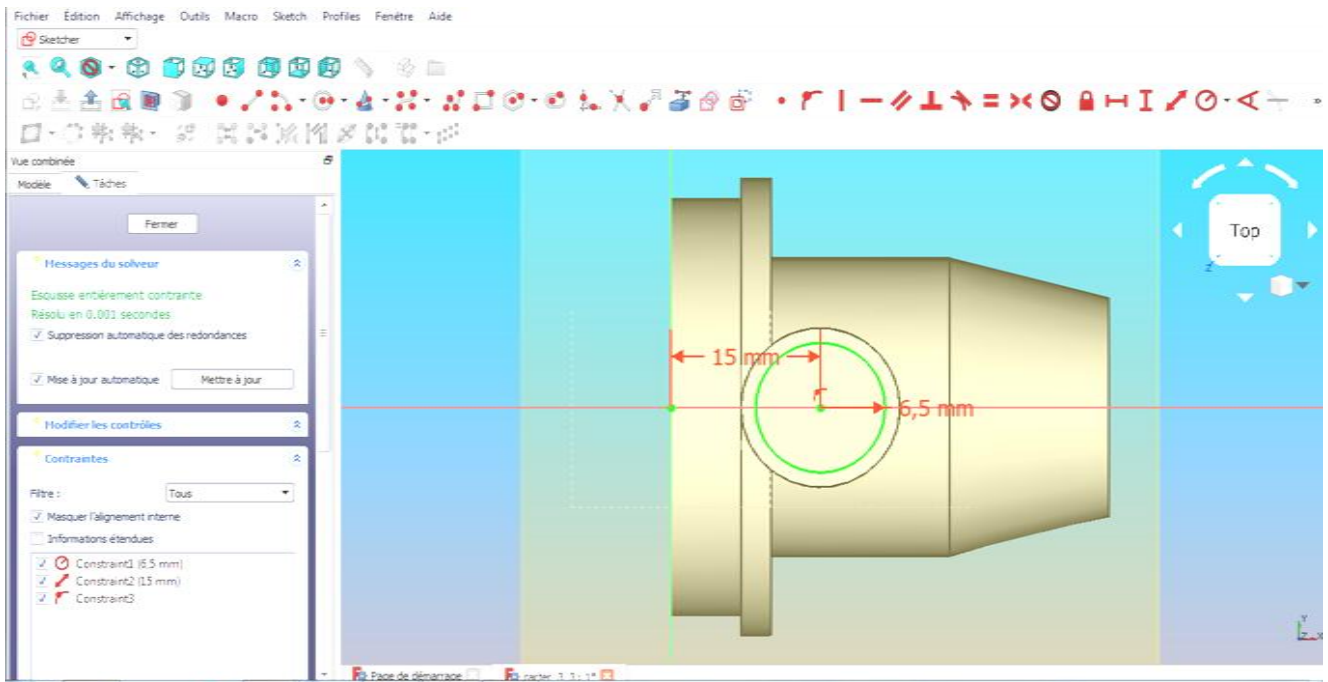 Fichier Édition Affichage Outils Macro Sketch Profiles Fenêtre Aide
Sketcher
Vue combinée
Modèle Tâches
Fermer
Messages du solveur
Esquisse entièrement contrainte
Résolu en 0.001 secondes
Suppression automatique des redondances
Mise à jour automatique Mettre à jour
Modifier les contrôles
Contraintes
Filtre : Tous
Masquer l'alignement interne
Informations étendues
Constraint1 (6.5 mm)
Constraint2 (15 mm)
Constraint3
15 mm
6,5 mm
Top
Z
Y
Z X
Page de démarrage
carter_3_3 : 1*